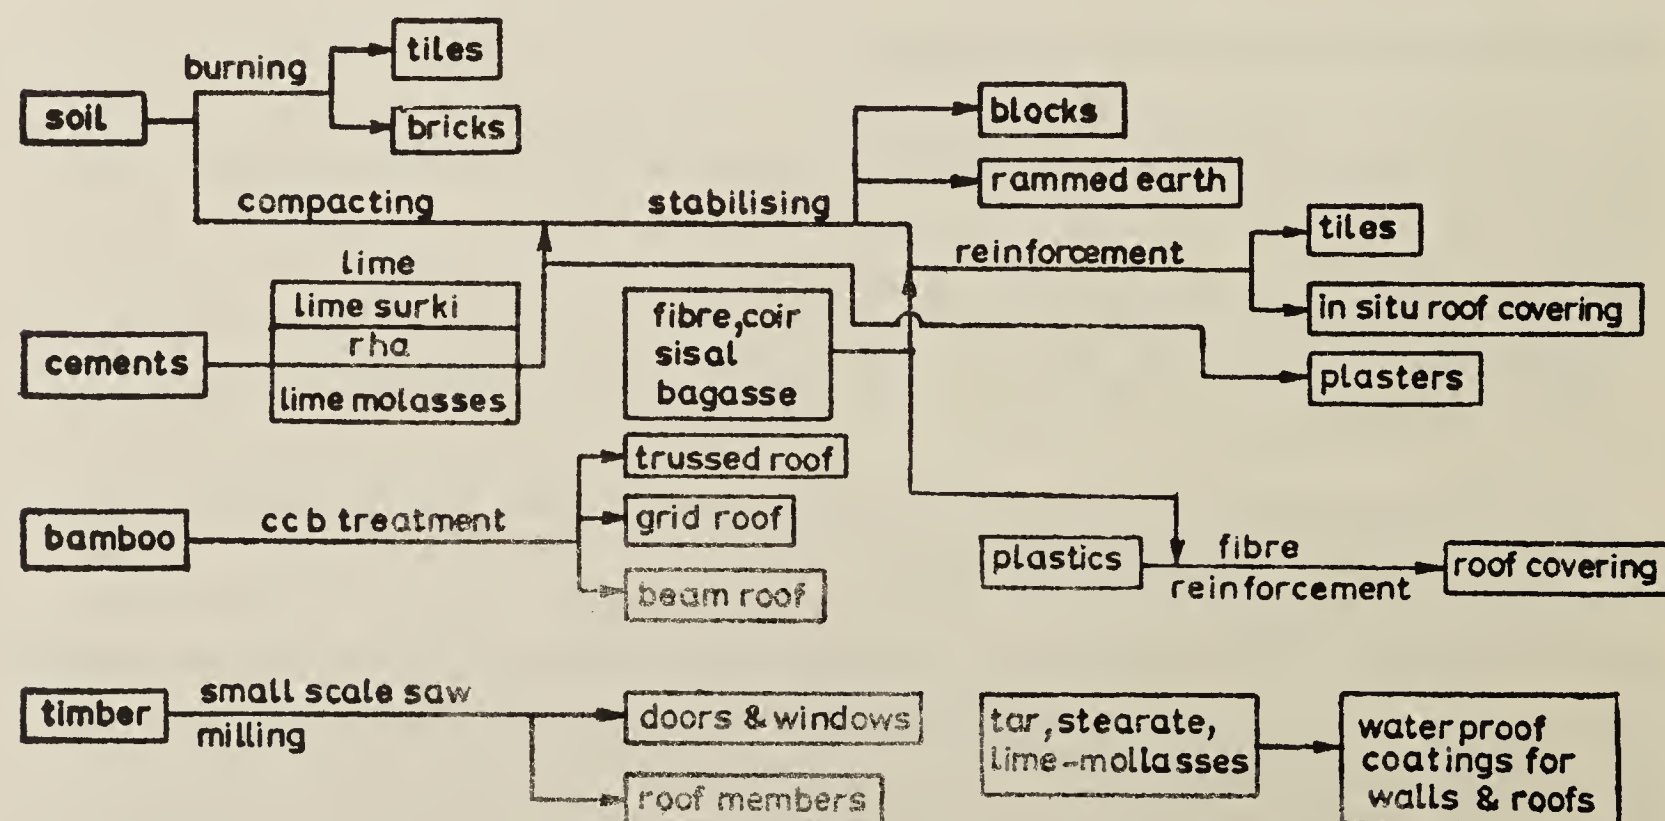 tiles
burning
soil
bricks
blocks
rammed earth
compacting
stabilising
tiles
reinforcement
in situ roof covering
lime
lime surki
rha
lime molasses
cements
fibre, coir
sisal
bagasse
plasters
trussed roof
bamboo
ccb treatment
grid roof
beam roof
plastics
fibre
reinforcement
roof covering
timber
small scale saw
milling
doors & windows
roof members
tar, stearate,
lime-mollasses
waterproof
coatings for
walls & roofs